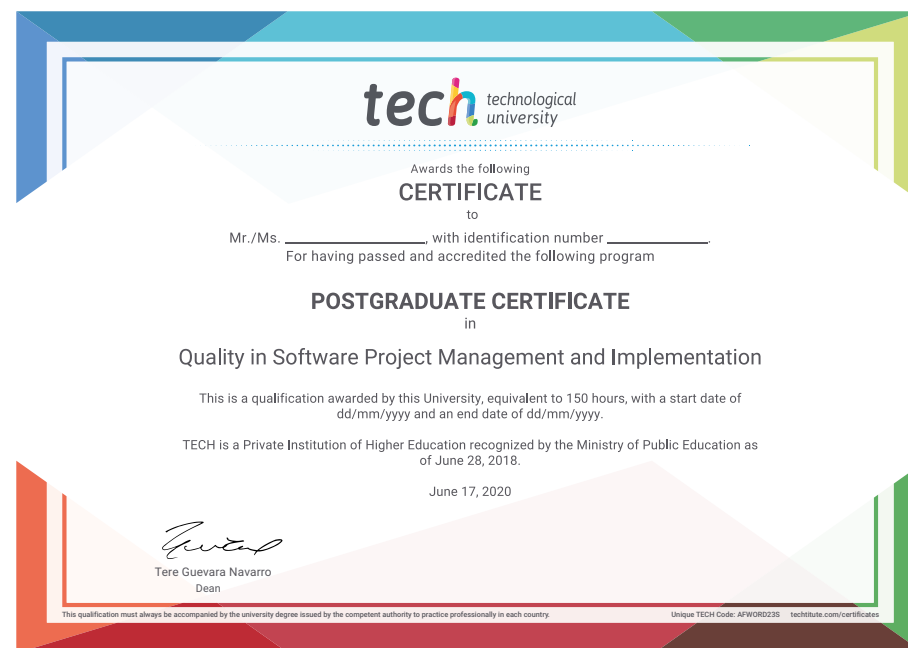 tech technological
university
Awards the following
CERTIFICATE
to
Mr./Ms. ____________________, with identification number ______________.
For having passed and accredited the following program
POSTGRADUATE CERTIFICATE
in
Quality in Software Project Management and Implementation
This is a qualification awarded by this University, equivalent to 150 hours, with a start date of
dd/mm/yyyy and an end date of dd/mm/yyyy.
TECH is a Private Institution of Higher Education recognized by the Ministry of Public Education as
of June 28, 2018.
June 17, 2020
Tere Guevara Navarro
Dean
This qualification must always be accompanied by the university degree issued by the competent authority to practice professionally in each country. Unique TECH Code: AFWORD23S techtitute.com/certificates